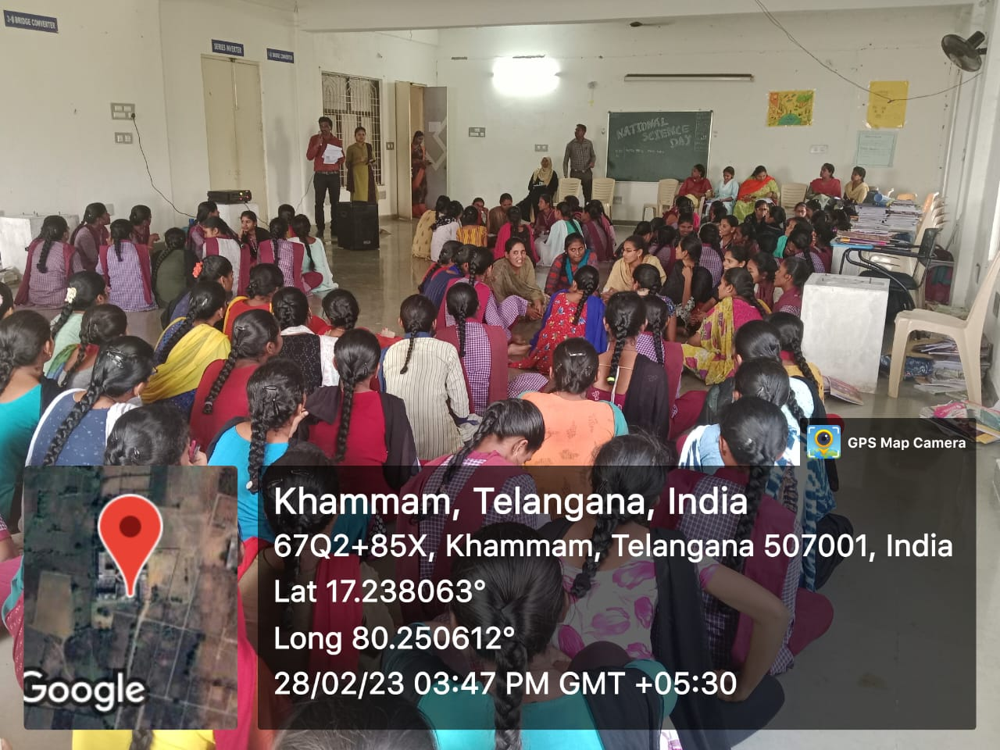 3-ϕ BRIDGE CONVERTER
SERIES INVERTER
1-ϕ BRIDGE CONVERTER
NATIONAL
SCIENCE
DAY
GPS Map Camera
Khammam, Telangana, India
67Q2+85X, Khammam, Telangana 507001, India
Lat 17.238063°
Long 80.250612°
28/02/23 03:47 PM GMT +05:30
Google